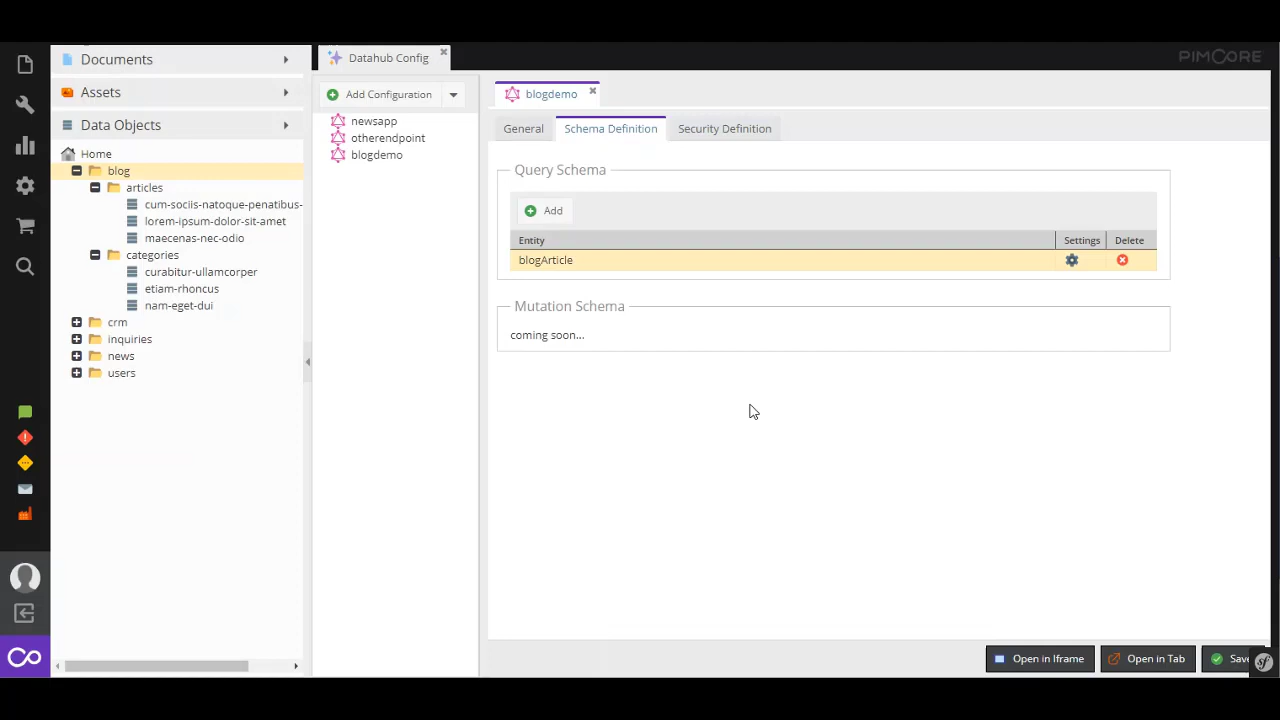 Documents
Assets
Data Objects
Home
blog
articles
cum-sociis-natoque-penatibus-
lorem-ipsum-dolor-sit-amet
maecenas-nec-odio
categories
curabitur-ullamcorper
etiam-rhoncus
nam-eget-dui
crm
inquiries
news
users
Datahub Config
PIMCORE
Add Configuration
newsapp
otherendpoint
blogdemo
blogdemo
General Schema Definition Security Definition
Query Schema
Add
Entity Settings Delete
blogArticle
Mutation Schema
coming soon...
Open in Iframe Open in Tab Save
sf